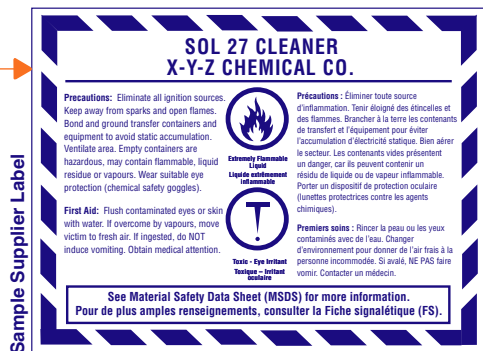 SOL 27 CLEANER
X-Y-Z CHEMICAL CO.
Precautions: Eliminate all ignition sources.
Keep away from sparks and open flames.
Bond and ground transfer containers and
equipment to avoid static accumulation.
Ventilate area. Empty containers are
hazardous, may contain flammable, liquid
residue or vapours. Wear suitable eye
protection (chemical safety goggles).
First Aid: Flush contaminated eyes or skin
with water. If overcome by vapours, move
victim to fresh air. If ingested, do NOT
induce vomiting. Obtain medical attention.
Extremely Flammable
Liquid
Liquide extrêmement
inflammable
Toxic - Eye Irritant
Toxique – Irritant
oculaire
Précautions : Éliminer toute source
d'inflammation. Tenir éloigné des étincelles et
des flammes. Brancher à la terre les contenants
de transfert et l'équipement pour éviter
l'accumulation d'électricité statique. Bien aérer
le secteur. Les contenants vides présentent
un danger, car ils peuvent contenir un
résidu de liquide ou de vapeur inflammable.
Porter un dispositif de protection oculaire
(lunettes protectrices contre les agents
chimiques).
Premiers soins : Rincer la peau ou les yeux
contaminés avec de l'eau. Changer
d'environnement pour donner de l'air frais à la
personne incommodée. Si avalé, NE PAS faire
vomir. Contacter un médecin.
See Material Safety Data Sheet (MSDS) for more information.
Pour de plus amples renseignements, consulter la Fiche signalétique (FS).
Sample Supplier Label